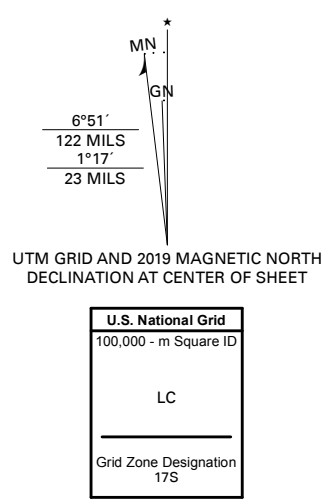 ★
MN
GN
6°51´
122 MILS
1°17´
23 MILS
UTM GRID AND 2019 MAGNETIC NORTH
DECLINATION AT CENTER OF SHEET
U.S. National Grid
100,000 - m Square ID
LC
Grid Zone Designation
17S